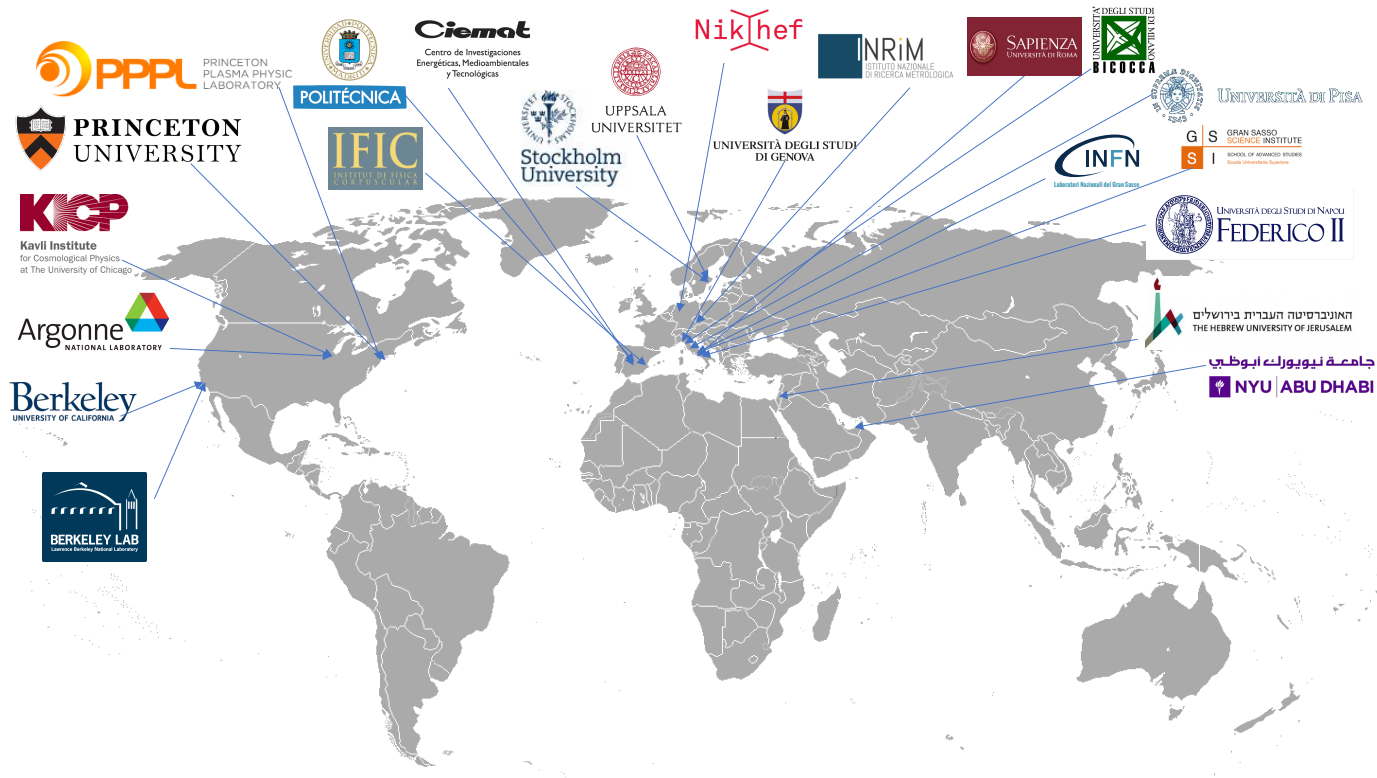 PPPL
PRINCETON
PLASMA PHYSIC
LABORATORY
PRINCETON
UNIVERSITY
KICP
Kavli Institute
for Cosmological Physics
at The University of Chicago
Argonne
NATIONAL LABORATORY
Berkeley
UNIVERSITY OF CALIFORNIA
BERKELEY LAB
Lawrence Berkeley National Laboratory
POLITÉCNICA
IFIC
INSTITUT DE FÍSICA
CORPUSCULAR
Ciemat
Centro de Investigaciones
Energéticas, Medioambientales
y Tecnológicas
Stockholm
University
UPPSALA
UNIVERSITET
Nikhef
UNIVERSITÀ DEGLI STUDI
DI GENOVA
INRIM
ISTITUTO NAZIONALE
DI RICERCA METROLOGICA
SAPIENZA
UNIVERSITÀ DI ROMA
UNIVERSITÀ
DEGLI STUDI
DI MILANO
BICOCCA
UNIVERSITÀ DI PISA
INFN
Laboratori Nazionali del Gran Sasso
G S
S I
GRAN SASSO
SCIENCE INSTITUTE
SCHOOL OF ADVANCED STUDIES
Scuola Universitaria Superiore
UNIVERSITÀ DEGLI STUDI DI NAPOLI
FEDERICO II
האוניברסיטה העברית בירושלים
THE HEBREW UNIVERSITY OF JERUSALEM
جامعة نيويورك أبوظبي
NYU ABU DHABI